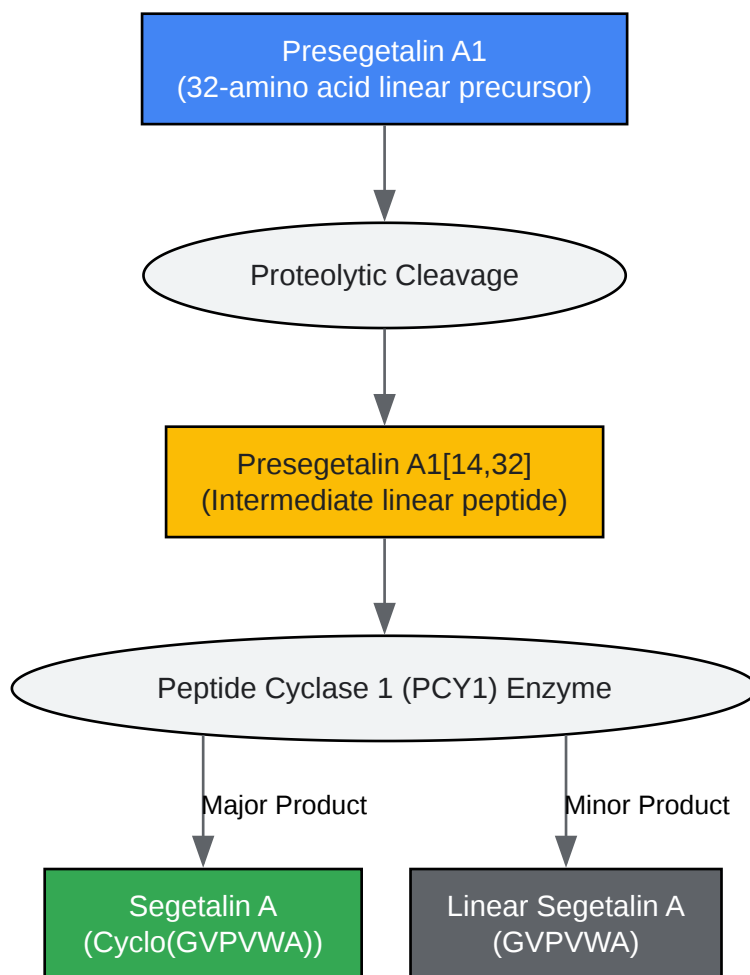 Presegetalin A1
(32-amino acid linear precursor)
Proteolytic Cleavage
Presegetalin A1[14,32]
(Intermediate linear peptide)
Peptide Cyclase 1 (PCY1) Enzyme
Major Product
Minor Product
Segetalin A
(Cyclo(GVPVWA))
Linear Segetalin A
(GVPVWA)